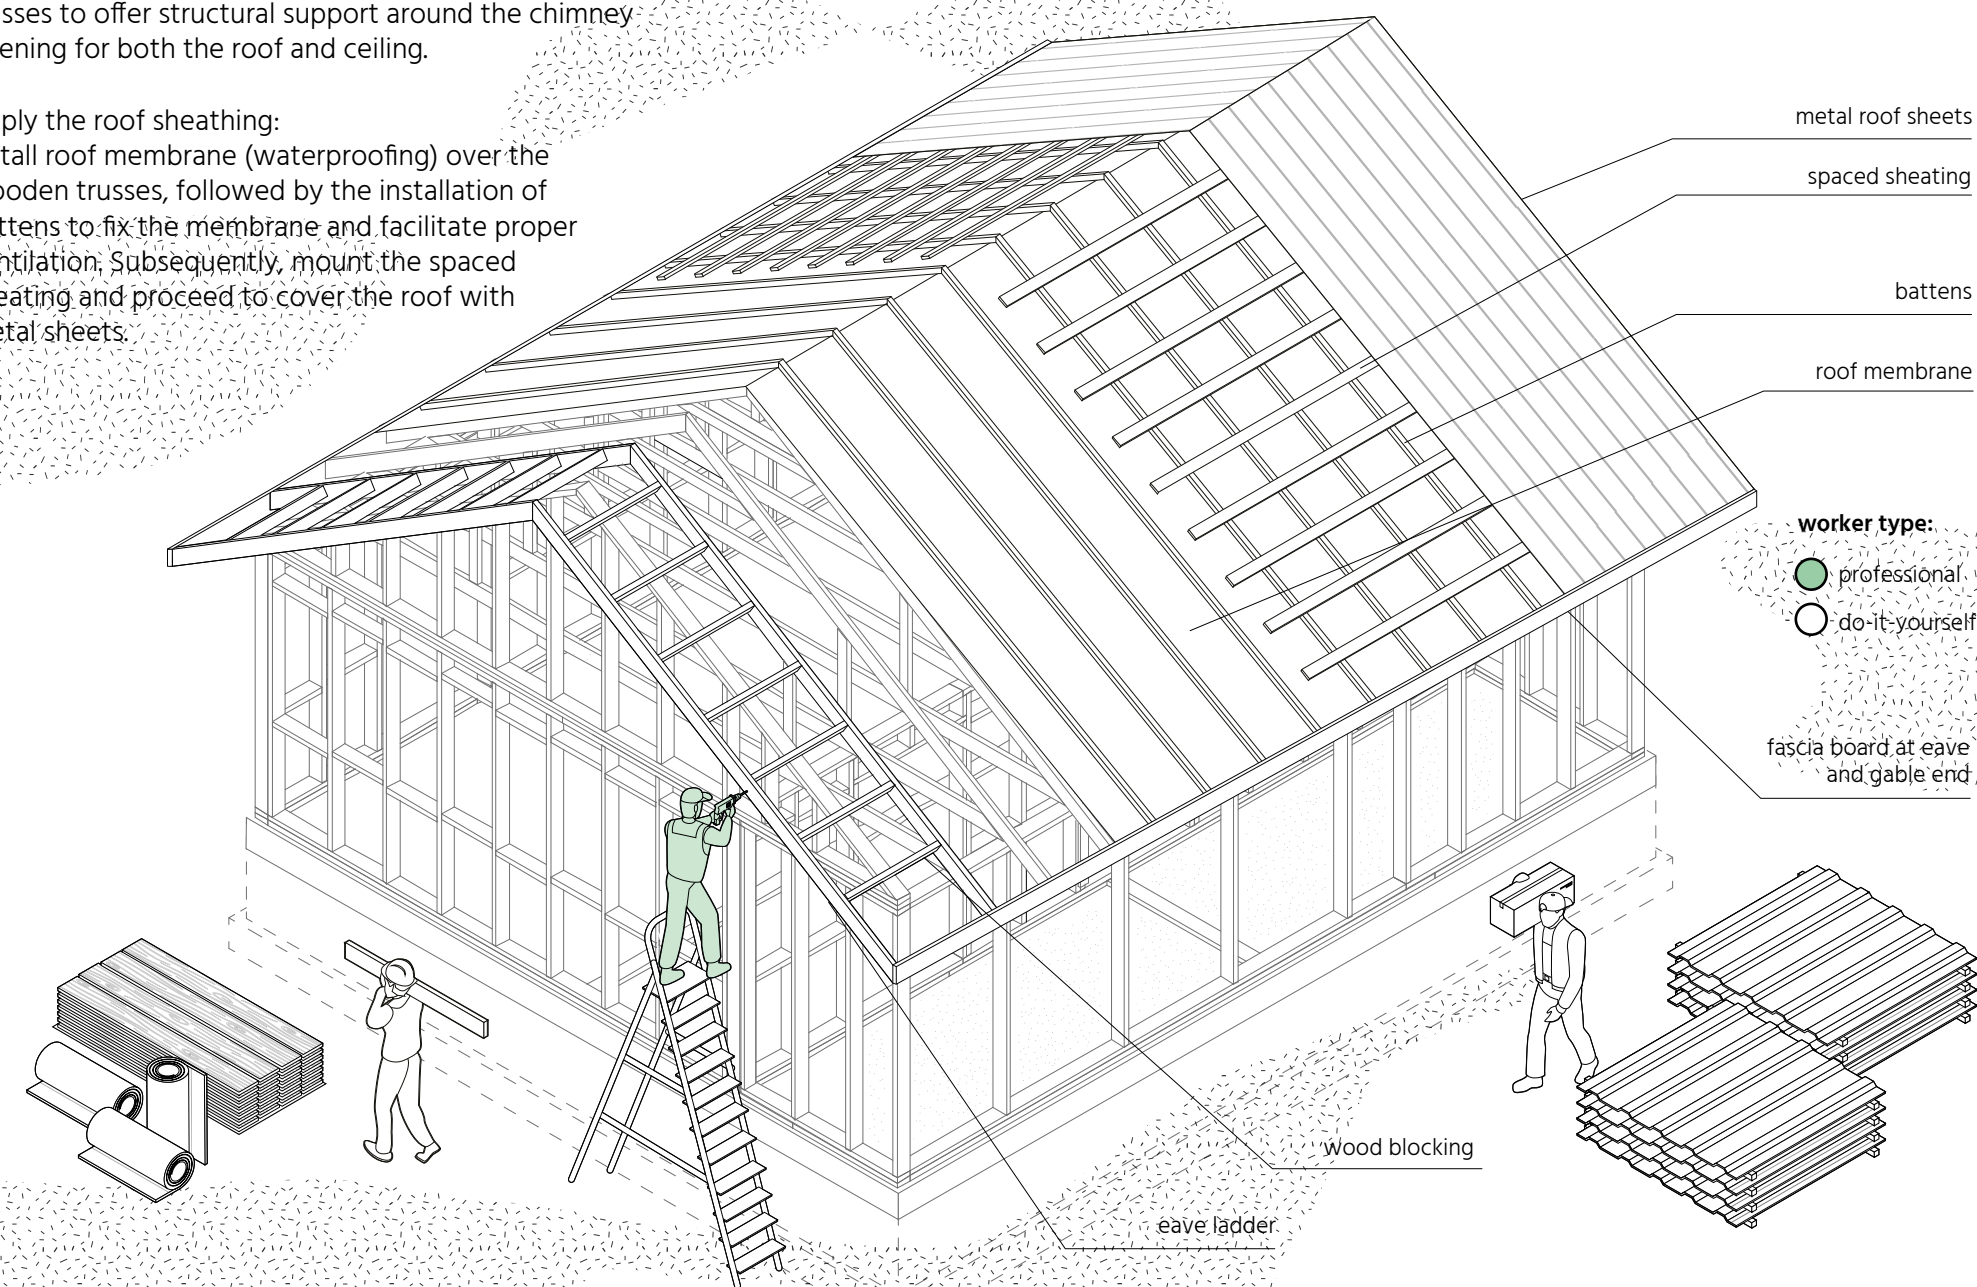 sses to offer structural support around the chimney
ening for both the roof and ceiling.
ply the roof sheathing:
tall roof membrane (waterproofing) over the
ooden trusses, followed by the installation of
ttens to fix the membrane and facilitate proper
ntilation. Subsequently, mount the spaced
eating and proceed to cover the roof with
etal sheets.
metal roof sheets
spaced sheating
battens
roof membrane
worker type:
professional
do-it-yourself
fascia board at eave
and gable end
wood blocking
eave ladder